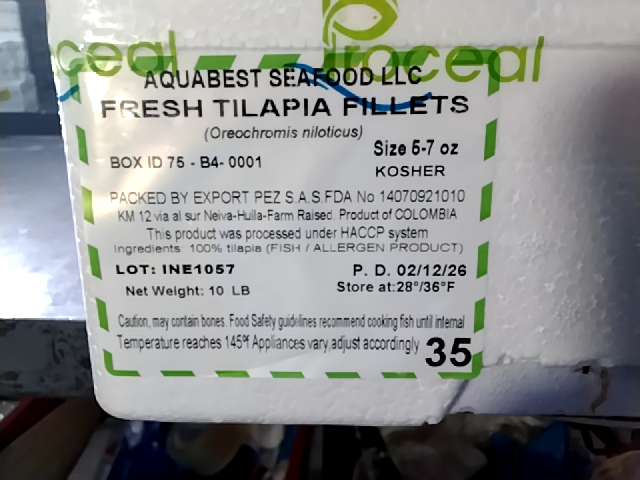 oceal
Proceal
AQUABEST SEAFOOD LLC
FRESH TILAPIA FILLETS
(Oreochromis niloticus)
BOX ID 75 - B4- 0001
Size 5-7 oz
KOSHER
PACKED BY EXPORT PEZ S.A.S.FDA No 14070921010
KM 12 via al sur Neiva-Huila-Farm Raised. Product of COLOMBIA
This product was processed under HACCP system
Ingredients: 100% tilapia (FISH / ALLERGEN PRODUCT)
LOT: INE1057
P. D. 02/12/26
Net Weight: 10 LB
Store at:28°/36°F
Caution, may contain bones. Food Safety guidelines recommend cooking fish until internal
Temperature reaches 145°f Appliances vary,adjust accordingly
35